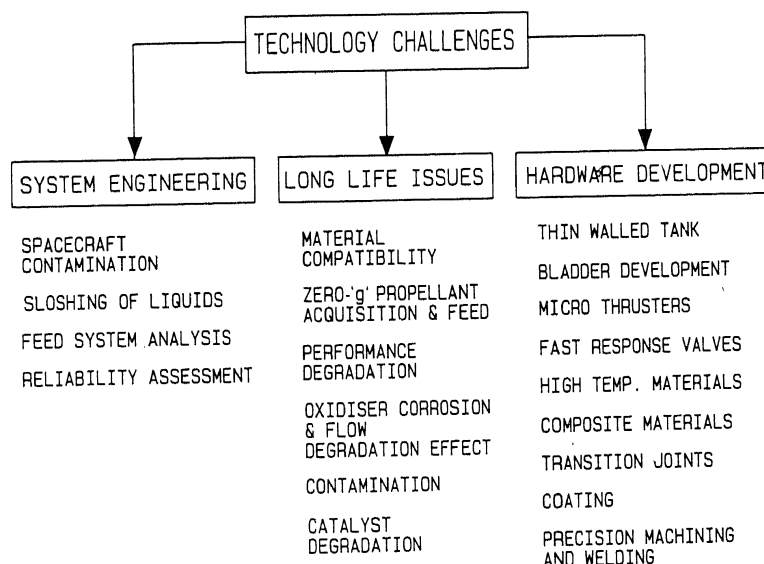 TECHNOLOGY CHALLENGES
SYSTEM ENGINEERING
SPACECRAFT
CONTAMINATION
SLOSHING OF LIQUIDS
FEED SYSTEM ANALYSIS
RELIABILITY ASSESSMENT
LONG LIFE ISSUES
MATERIAL
COMPATIBILITY
ZERO-'g' PROPELLANT
ACQUISITION & FEED
PERFORMANCE
DEGRADATION
OXIDISER CORROSION
& FLOW
DEGRADATION EFFECT
CONTAMINATION
CATALYST
DEGRADATION
HARDWARE DEVELOPMENT
THIN WALLED TANK
BLADDER DEVELOPMENT
MICRO THRUSTERS
FAST RESPONSE VALVES
HIGH TEMP. MATERIALS
COMPOSITE MATERIALS
TRANSITION JOINTS
COATING
PRECISION MACHINING
AND WELDING